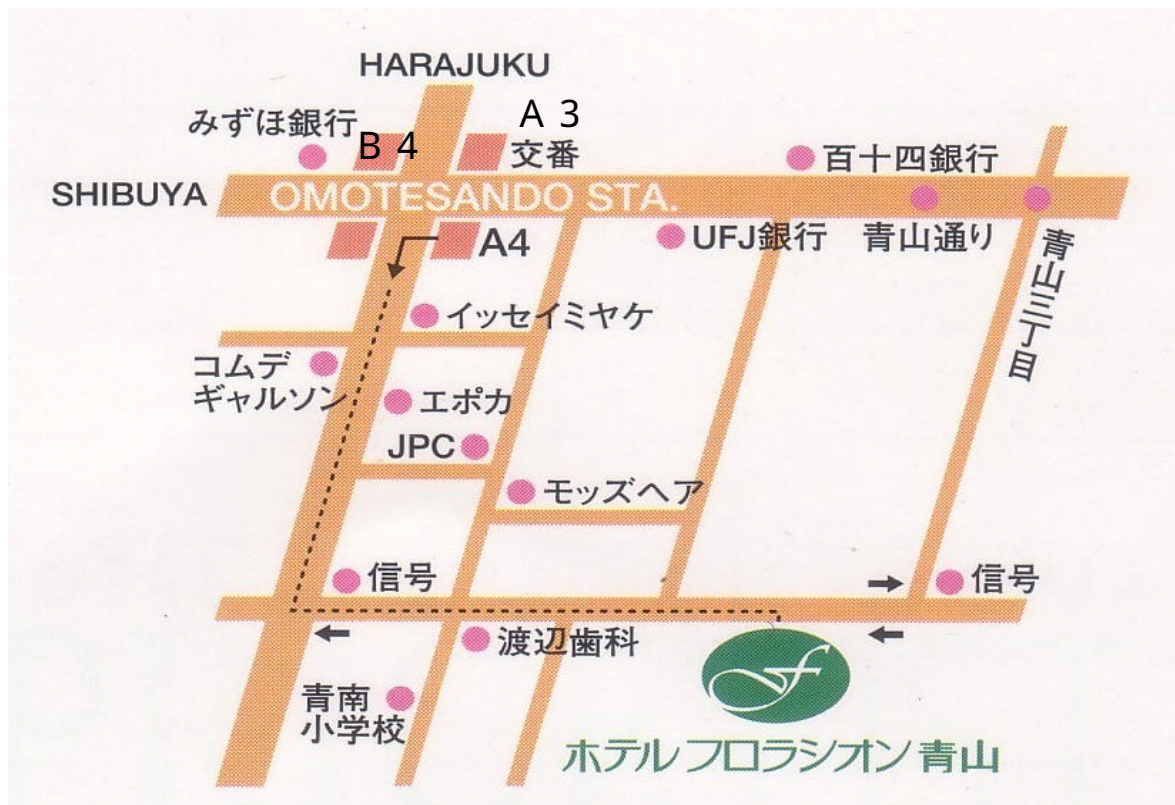 HARAJUKU
みずほ銀行
B 4
A 3
交番
百十四銀行
SHIBUYA
OMOTESANDO STA.
A4
UFJ銀行
青山通り
青山三丁目
イッセイミヤケ
コムデ
ギャルソン
エポカ
JPC
モッズヘア
信号
信号
渡辺歯科
青南
小学校
ホテル フロラシオン 青山